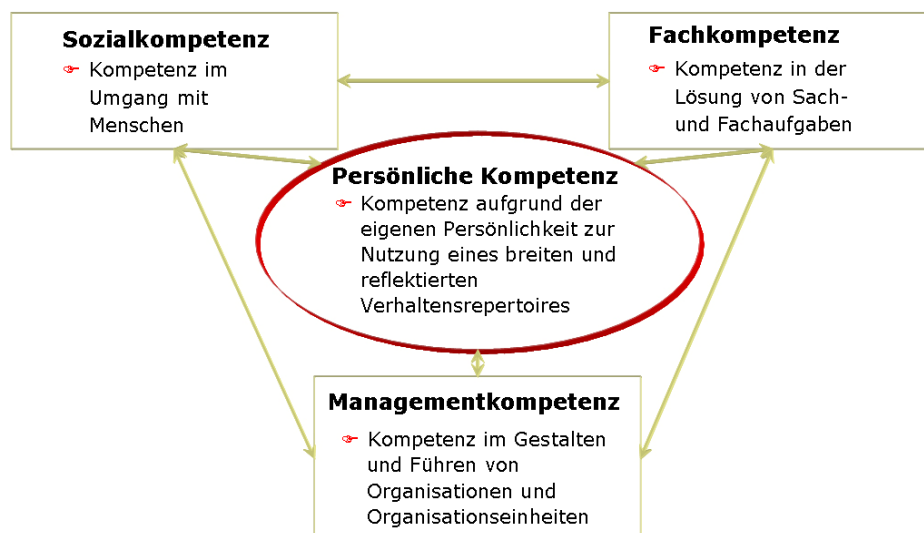 Sozialkompetenz
☞ Kompetenz im
Umgang mit
Menschen
Fachkompetenz
☞ Kompetenz in der
Lösung von Sach-
und Fachaufgaben
Persönliche Kompetenz
☞ Kompetenz aufgrund der
eigenen Persönlichkeit zur
Nutzung eines breiten und
reflektierten
Verhaltensrepertoires
Managementkompetenz
☞ Kompetenz im Gestalten
und Führen von
Organisationen und
Organisationseinheiten